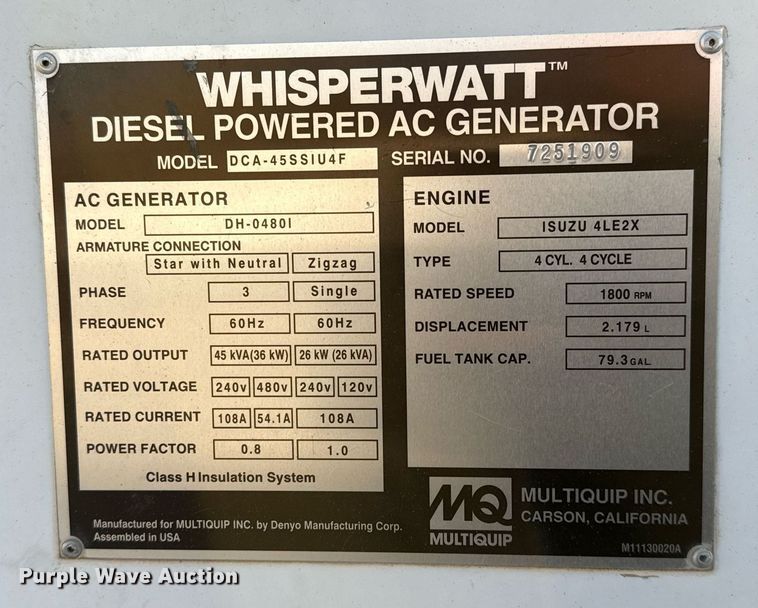 WHISPERWATT™
DIESEL POWERED AC GENERATOR
MODEL DCA-45SSIU4F SERIAL NO. 7251909
AC GENERATOR
MODEL DH-0480I
ARMATURE CONNECTION
Star with Neutral Zigzag
PHASE 3 Single
FREQUENCY 60Hz 60Hz
RATED OUTPUT 45 kVA(36 kW) 26 kW (26 kVA)
RATED VOLTAGE 240v 480v 240v 120v
RATED CURRENT 108A 54.1A 108A
POWER FACTOR 0.8 1.0
Class H Insulation System
ENGINE
MODEL ISUZU 4LE2X
TYPE 4 CYL. 4 CYCLE
RATED SPEED 1800 RPM
DISPLACEMENT 2.179 L
FUEL TANK CAP. 79.3 GAL
Manufactured for MULTIQUIP INC. by Denyo Manufacturing Corp.
Assembled in USA
MQ
MULTIQUIP
MULTIQUIP INC.
CARSON, CALIFORNIA
M11130020A
Purple Wave Auction